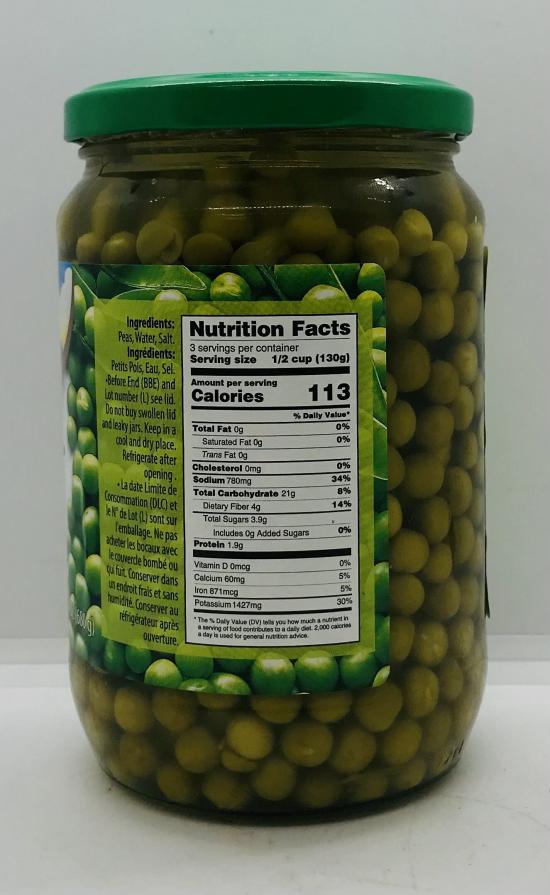 Ingredients:
Peas, Water, Salt.
Ingrédients:
Petits Pois, Eau, Sel.
•Before End (BBE) and
Lot number (L) see lid.
Do not buy swollen lid
and leaky jars. Keep in a
cool and dry place.
Refrigerate after
opening.
• La date Limite de
Consommation (DLC) et
le N° de Lot (L) sont sur
l'emballage. Ne pas
acheter les bocaux avec
le couvercle bombé ou
qui fuit. Conserver dans
un endroit frais et sans
humidité. Conserver au
réfrigérateur après
ouverture.
(680g)
Nutrition Facts
3 servings per container
Serving size 1/2 cup (130g)
Amount per serving
Calories 113
% Daily Value*
Total Fat 0g 0%
Saturated Fat 0g 0%
Trans Fat 0g
Cholesterol 0mg 0%
Sodium 780mg 34%
Total Carbohydrate 21g 8%
Dietary Fiber 4g 14%
Total Sugars 3.9g
Includes 0g Added Sugars 0%
Protein 1.9g
Vitamin D 0mcg 0%
Calcium 60mg 5%
Iron 871mcg 5%
Potassium 1427mg 30%
* The % Daily Value (DV) tells you how much a nutrient in
a serving of food contributes to a daily diet. 2,000 calories
a day is used for general nutrition advice.